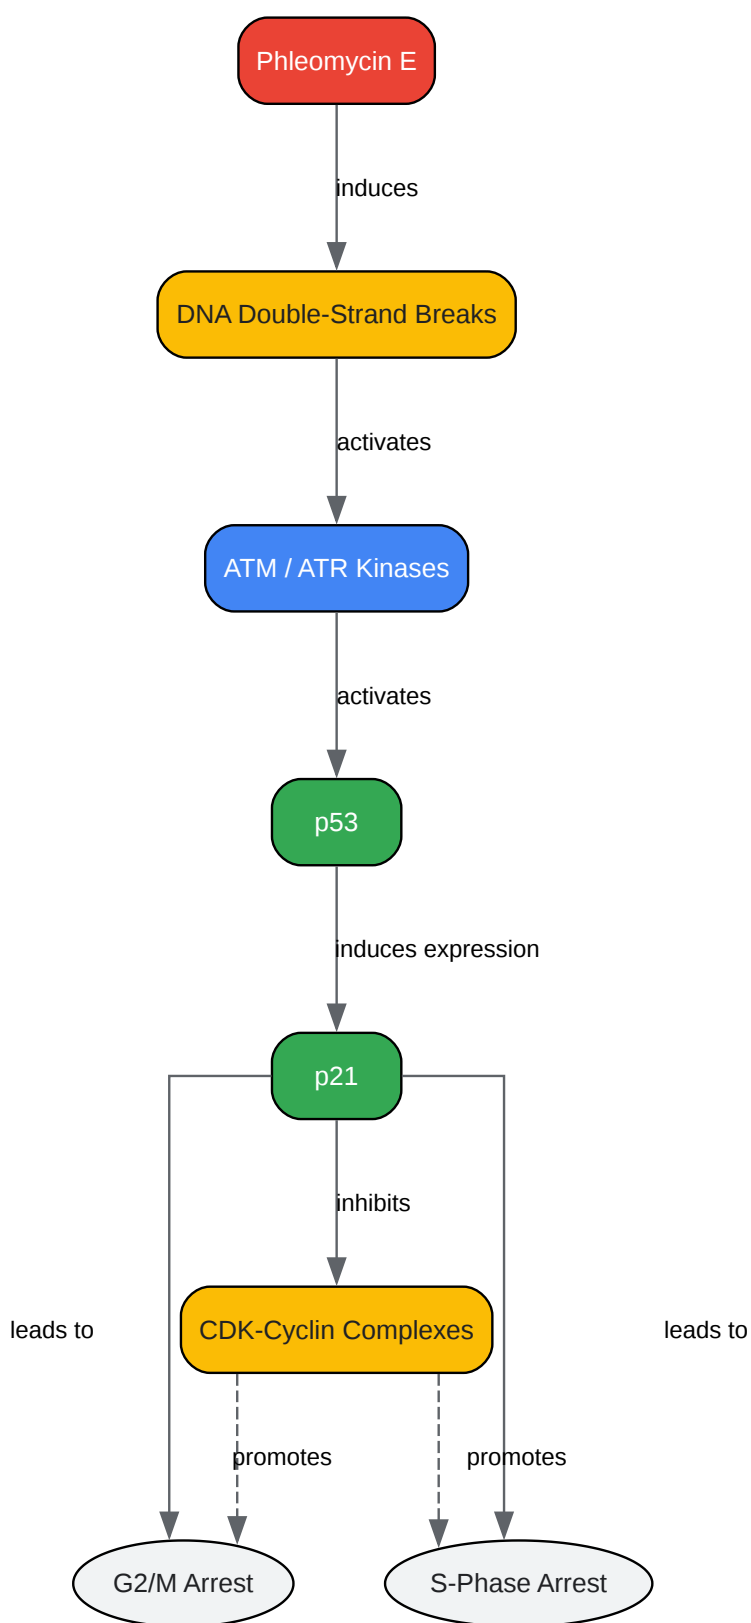 Phleomycin E
induces
DNA Double-Strand Breaks
activates
ATM / ATR Kinases
activates
p53
induces expression
p21
inhibits
leads to
CDK-Cyclin Complexes
leads to
promotes
promotes
G2/M Arrest
S-Phase Arrest